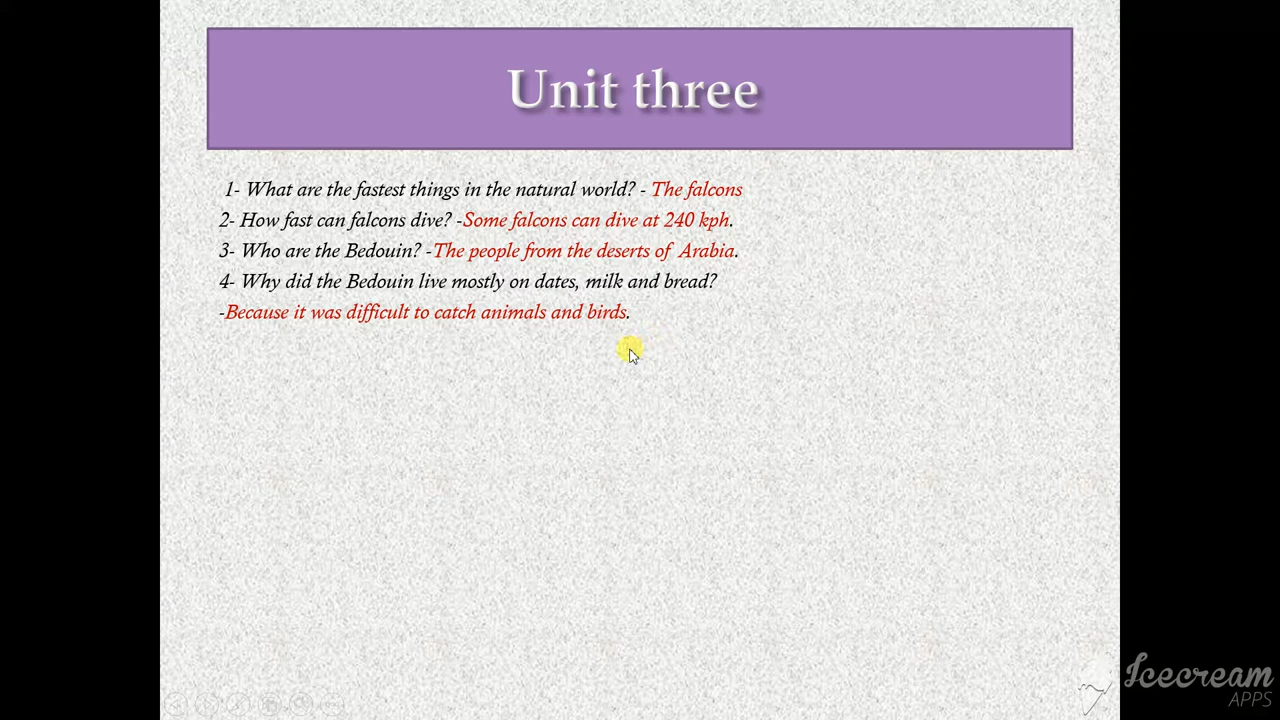 Unit three
1- What are the fastest things in the natural world? - The falcons
2- How fast can falcons dive? -Some falcons can dive at 240 kph.
3- Who are the Bedouin? -The people from the deserts of Arabia.
4- Why did the Bedouin live mostly on dates, milk and bread?
-Because it was difficult to catch animals and birds.
Icecream
APPS